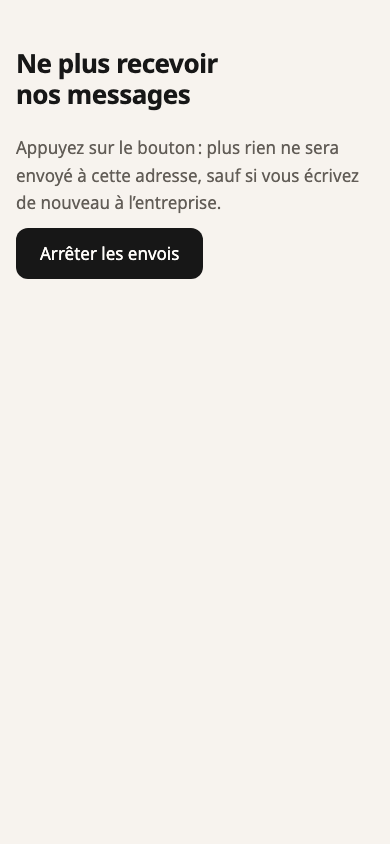 Ne plus recevoir
nos messages
Appuyez sur le bouton : plus rien ne sera
envoyé à cette adresse, sauf si vous écrivez
de nouveau à l’entreprise.
Arrêter les envois